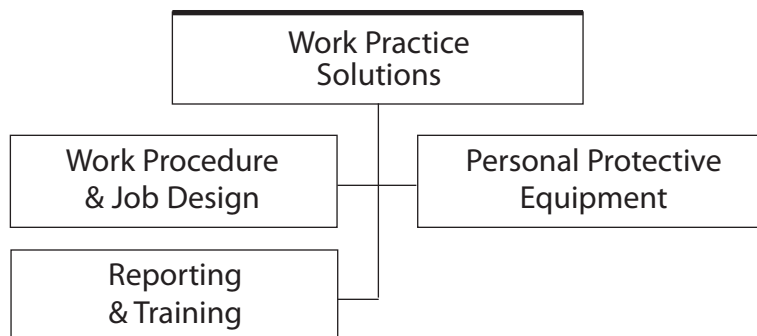 Work Practice
Solutions
Work Procedure
& Job Design
Personal Protective
Equipment
Reporting
& Training